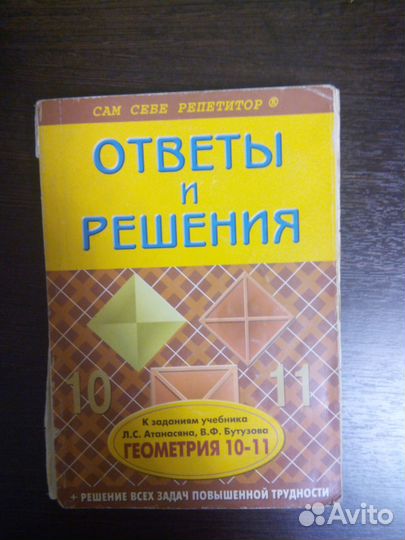 САМ СЕБЕ РЕПЕТИТОР ®
ОТВЕТЫ
И
РЕШЕНИЯ
10 11
К заданиям учебника
Л.С. Атанасяна, В.Ф. Бутузова
ГЕОМЕТРИЯ 10-11
+ РЕШЕНИЕ ВСЕХ ЗАДАЧ ПОВЫШЕННОЙ ТРУДНОСТИ
Avito